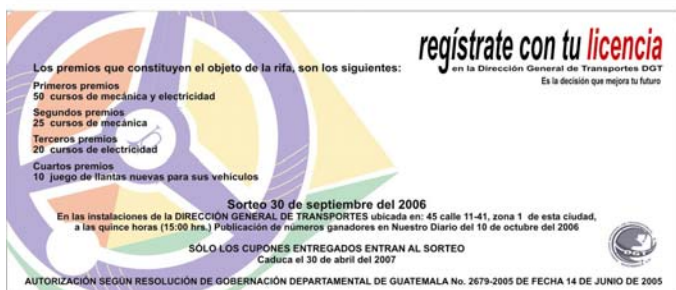 regístrate con tu licencia
en la Dirección General de Transportes DGT
Es la decisión que mejora tu futuro
Los premios que constituyen el objeto de la rifa, son los siguientes:
Primeros premios
50 cursos de mecánica y electricidad
Segundos premios
25 cursos de mecánica
Terceros premios
20 cursos de electricidad
Cuartos premios
10 juego de llantas nuevas para sus vehículos
Sorteo 30 de septiembre del 2006
En las instalaciones de la DIRECCIÓN GENERAL DE TRANSPORTES ubicada en: 45 calle 11-41, zona 1 de esta ciudad,
a las quince horas (15:00 hrs.) Publicación de números ganadores en Nuestro Diario del 10 de octubre del 2006
SÓLO LOS CUPONES ENTREGADOS ENTRAN AL SORTEO
Caduca el 30 de abril del 2007
DGT
AUTORIZACIÓN SEGÚN RESOLUCIÓN DE GOBERNACIÓN DEPARTAMENTAL DE GUATEMALA No. 2679-2005 DE FECHA 14 DE JUNIO DE 2005